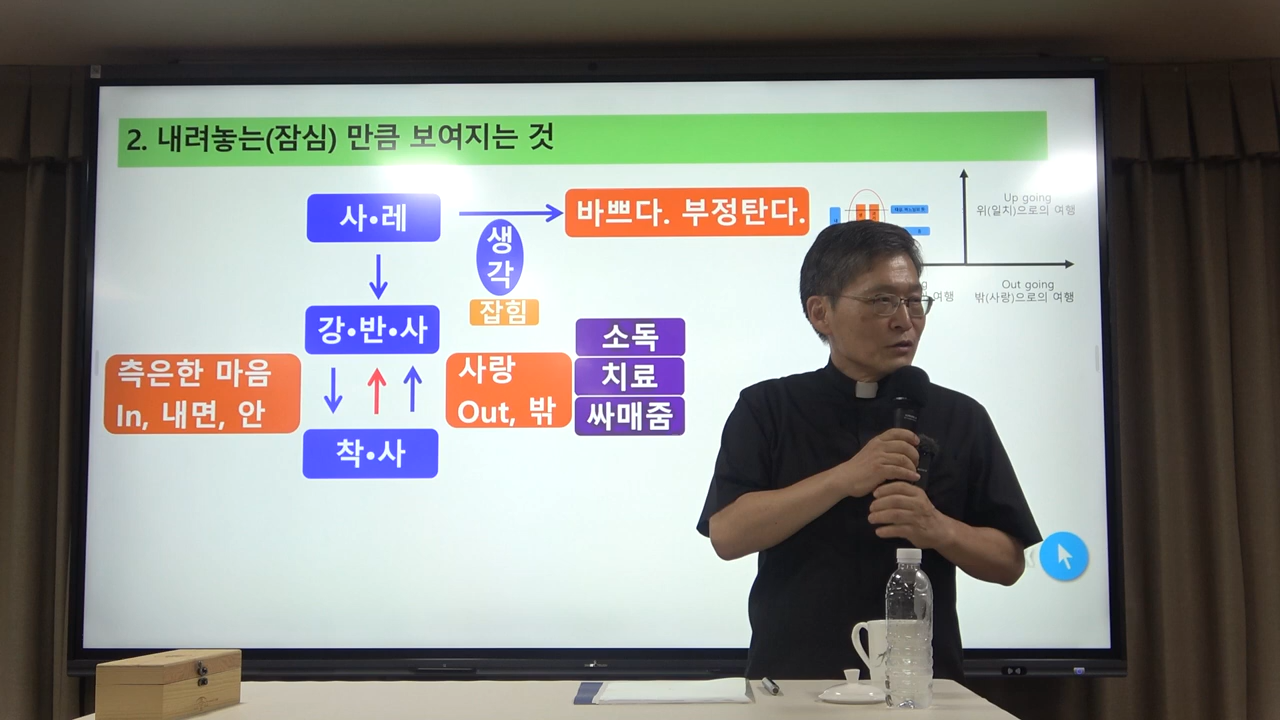 2. 내려놓는(잠심) 만큼 보여지는 것
사•레
생
각
잡힘
바쁘다. 부정탄다.
Up going
위(일치)으로의 여행
Out going
밖(사랑)으로의 여행
여행
강•반•사
측은한 마음
In, 내면, 안
사랑
Out, 밖
소독
치료
싸매줌
착•사